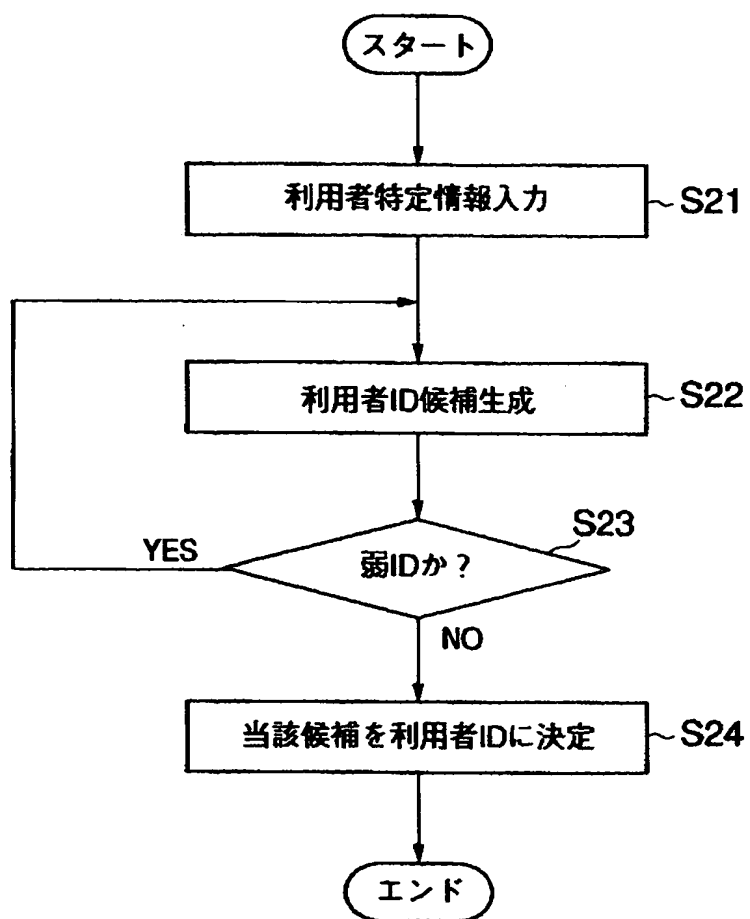 スタート
利用者特定情報入力
S21
利用者ID候補生成
S22
S23
弱IDか?
YES
NO
当該候補を利用者IDに決定
S24
エンド